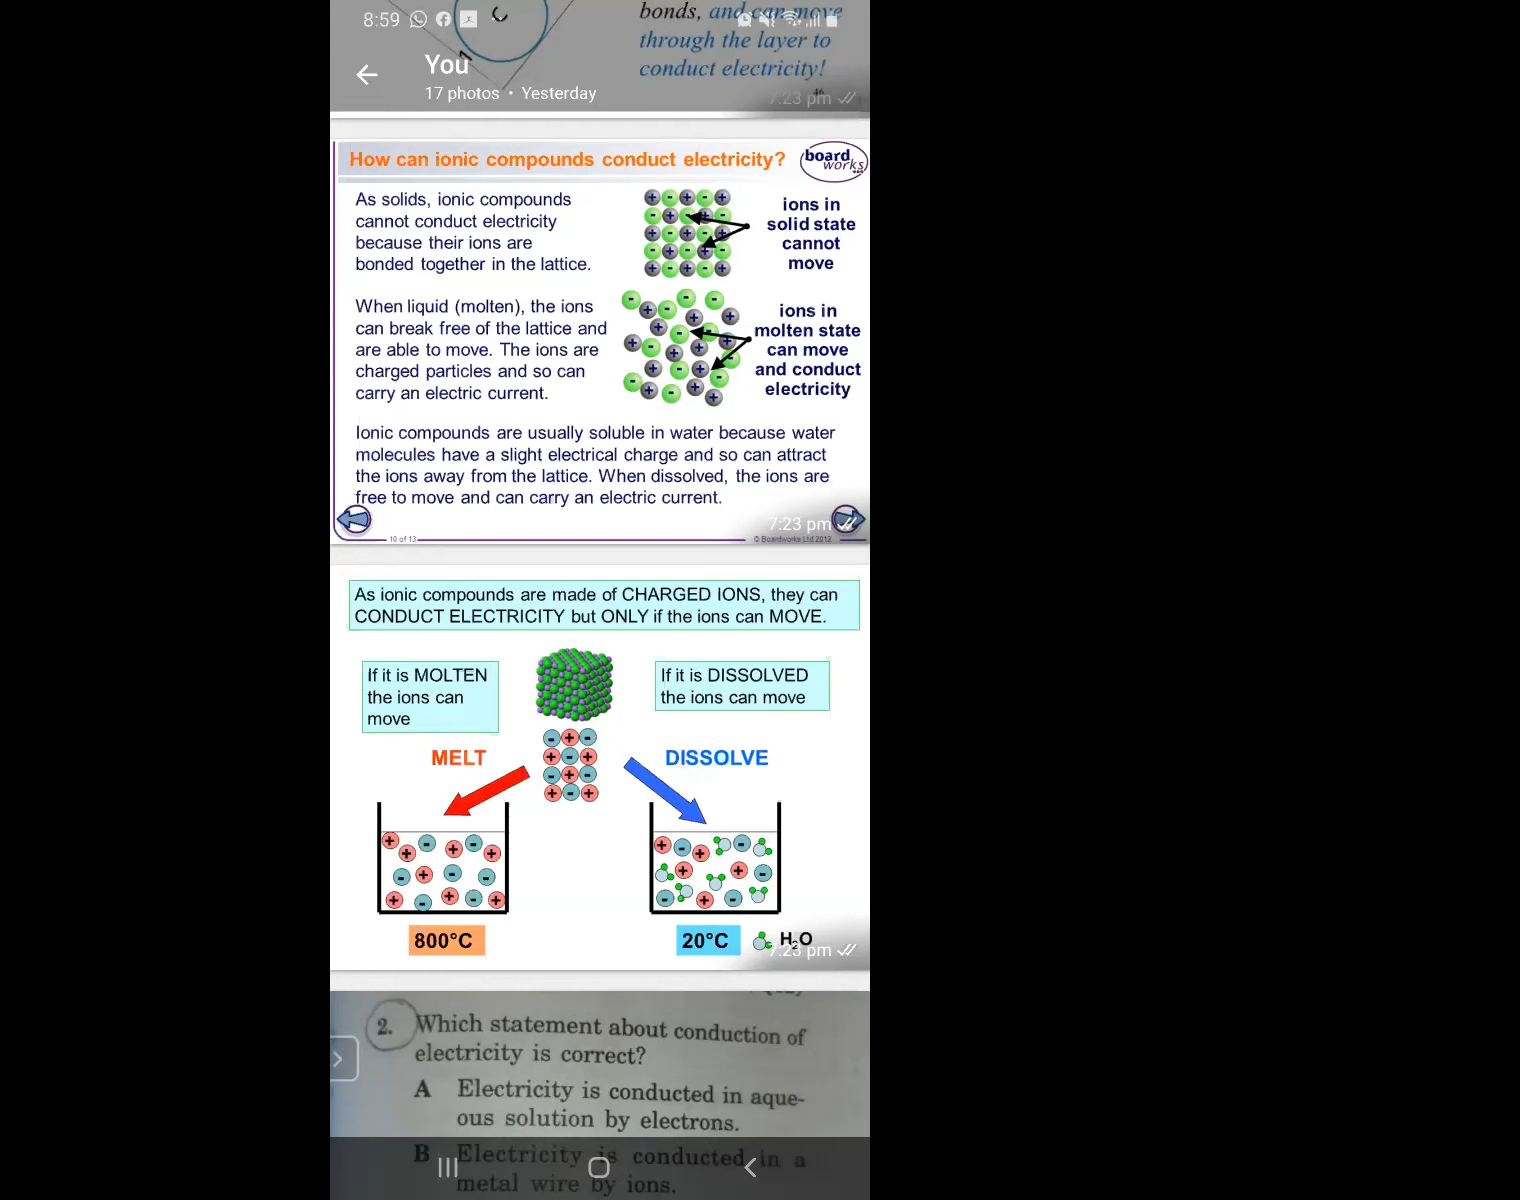 bonds, and can move
8:59
through the layer to
You
conduct electricity!
17 photos • Yesterday
46
7:23 pm
How can ionic compounds conduct electricity?
board
works
As solids, ionic compounds
cannot conduct electricity
because their ions are
bonded together in the lattice.
ions in
solid state
cannot
move
When liquid (molten), the ions
can break free of the lattice and
are able to move. The ions are
charged particles and so can
carry an electric current.
ions in
molten state
can move
and conduct
electricity
Ionic compounds are usually soluble in water because water
molecules have a slight electrical charge and so can attract
the ions away from the lattice. When dissolved, the ions are
free to move and can carry an electric current.
7:23 pm
10 of 13
© Boardworks Ltd 2012
As ionic compounds are made of CHARGED IONS, they can
CONDUCT ELECTRICITY but ONLY if the ions can MOVE.
If it is MOLTEN
the ions can
move
If it is DISSOLVED
the ions can move
MELT
DISSOLVE
800°C
20°C
H₂O
7:23 pm
2. Which statement about conduction of
electricity is correct?
A Electricity is conducted in aque-
ous solution by electrons.
B Electricity is conducted in a
metal wire by ions.